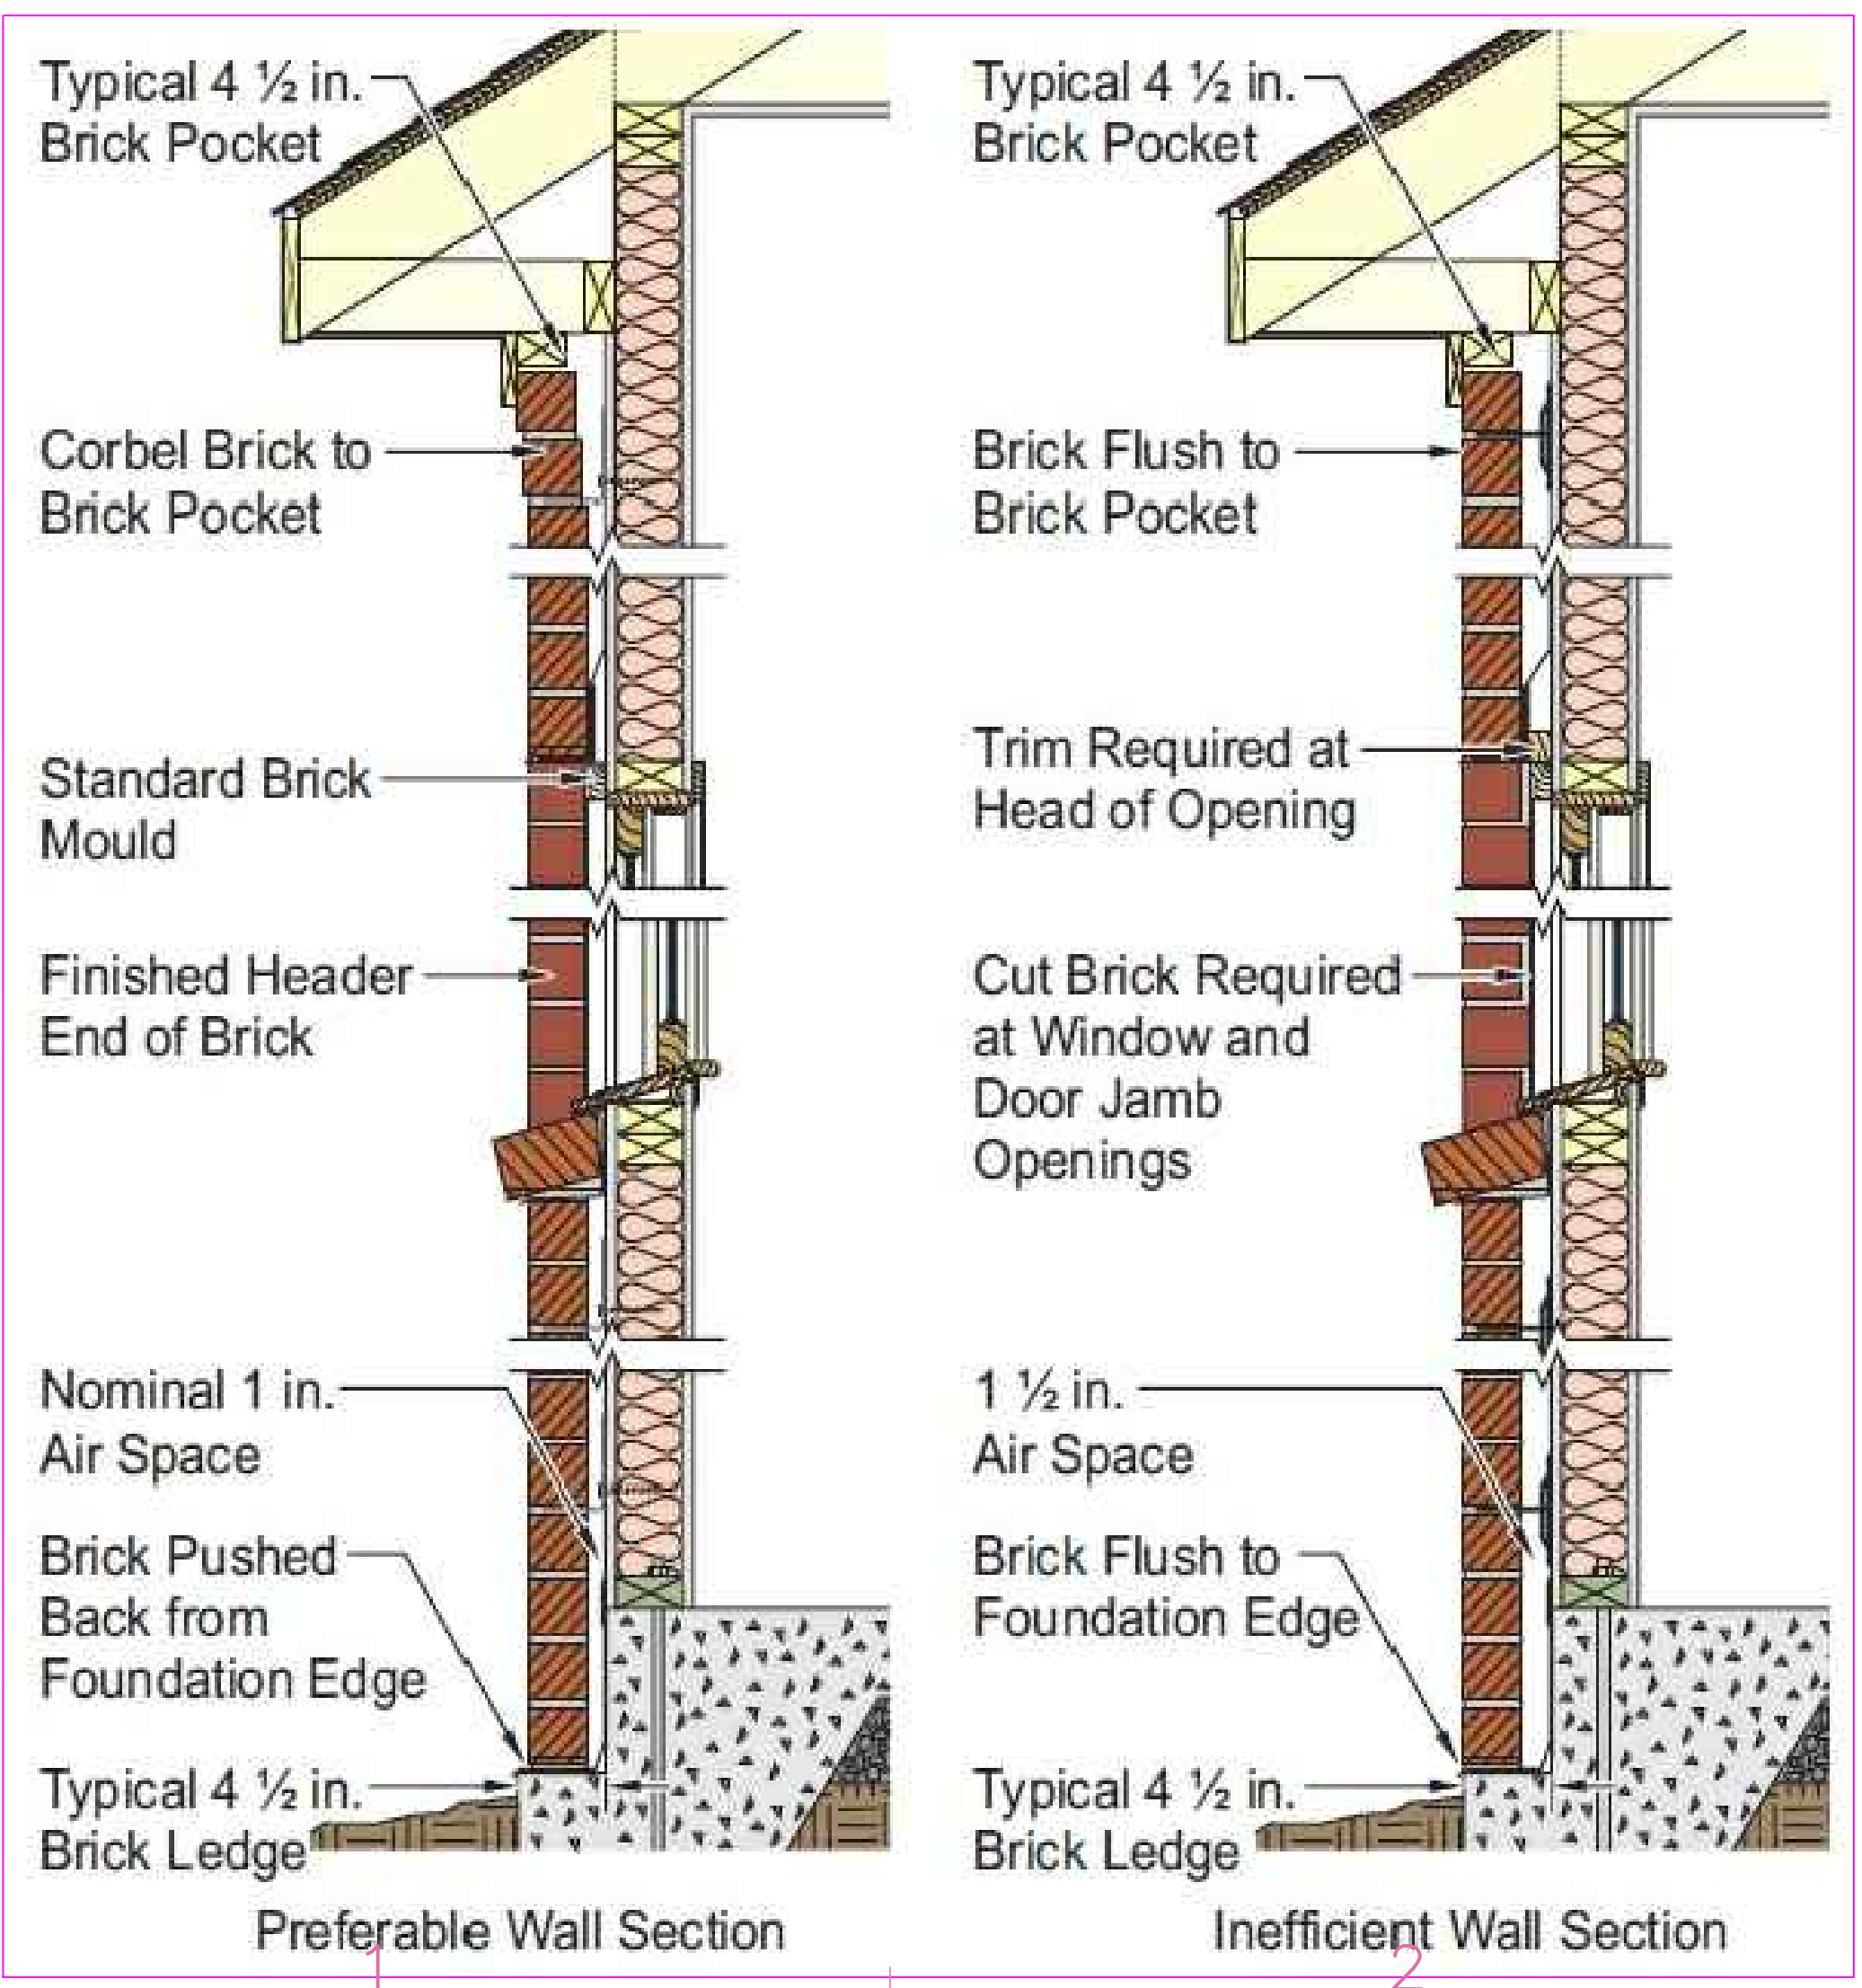 Typical 4 ½ in.
Brick Pocket
Corbel Brick to
Brick Pocket
Standard Brick
Mould
Finished Header
End of Brick
Nominal 1 in.
Air Space
Brick Pushed
Back from
Foundation Edge
Typical 4 ½ in.
Brick Ledge
Preferable Wall Section
1
Typical 4 ½ in.
Brick Pocket
Brick Flush to
Brick Pocket
Trim Required at
Head of Opening
Cut Brick Required
at Window and
Door Jamb
Openings
1 ½ in.
Air Space
Brick Flush to
Foundation Edge
Typical 4 ½ in.
Brick Ledge
Inefficient Wall Section
2